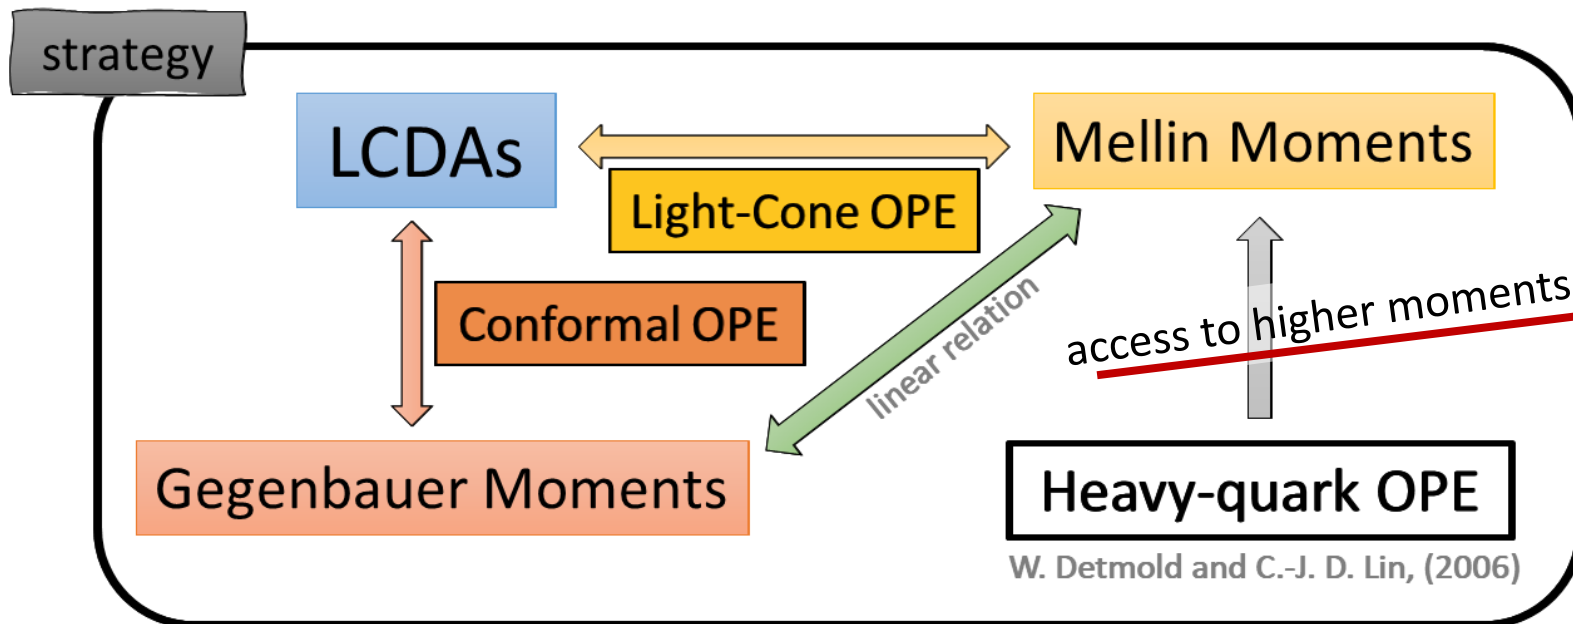 strategy
LCDAs
Mellin Moments
Light-Cone OPE
Conformal OPE
linear relation
access to higher moments
Gegenbauer Moments
Heavy-quark OPE
W. Detmold and C.-J. D. Lin, (2006)